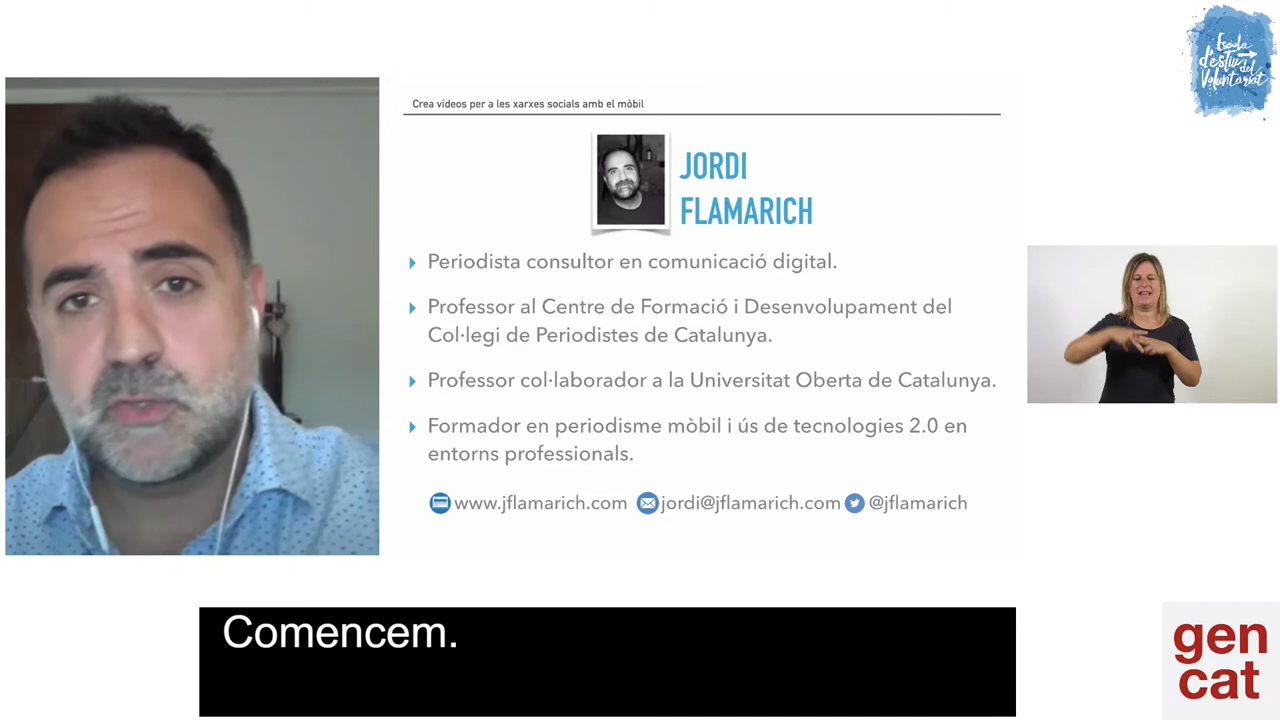 Escola
d'estiu
del
Voluntariat
Crea vídeos per a les xarxes socials amb el mòbil
JORDI
FLAMARICH
Periodista consultor en comunicació digital.
Professor al Centre de Formació i Desenvolupament del
Col·legi de Periodistes de Catalunya.
Professor col·laborador a la Universitat Oberta de Catalunya.
Formador en periodisme mòbil i ús de tecnologies 2.0 en
entorns professionals.
www.jflamarich.com jordi@jflamarich.com @jflamarich
Comencem.
gen
cat